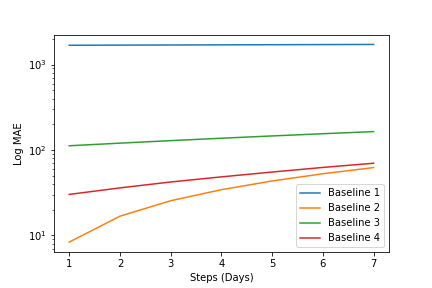 10³
10²
10¹
Log MAE
1 2 3 4 5 6 7
Steps (Days)
Baseline 1
Baseline 2
Baseline 3
Baseline 4